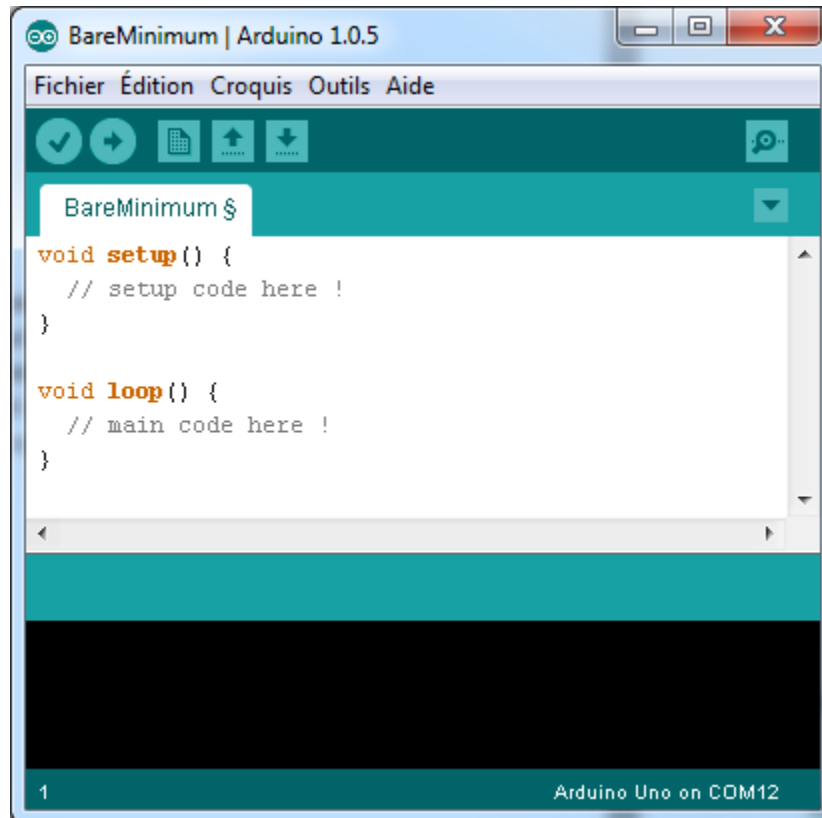 BareMinimum | Arduino 1.0.5
Fichier Édition Croquis Outils Aide
BareMinimum §
void setup() {
  // setup code here !
}
void loop() {
  // main code here !
}
1 Arduino Uno on COM12